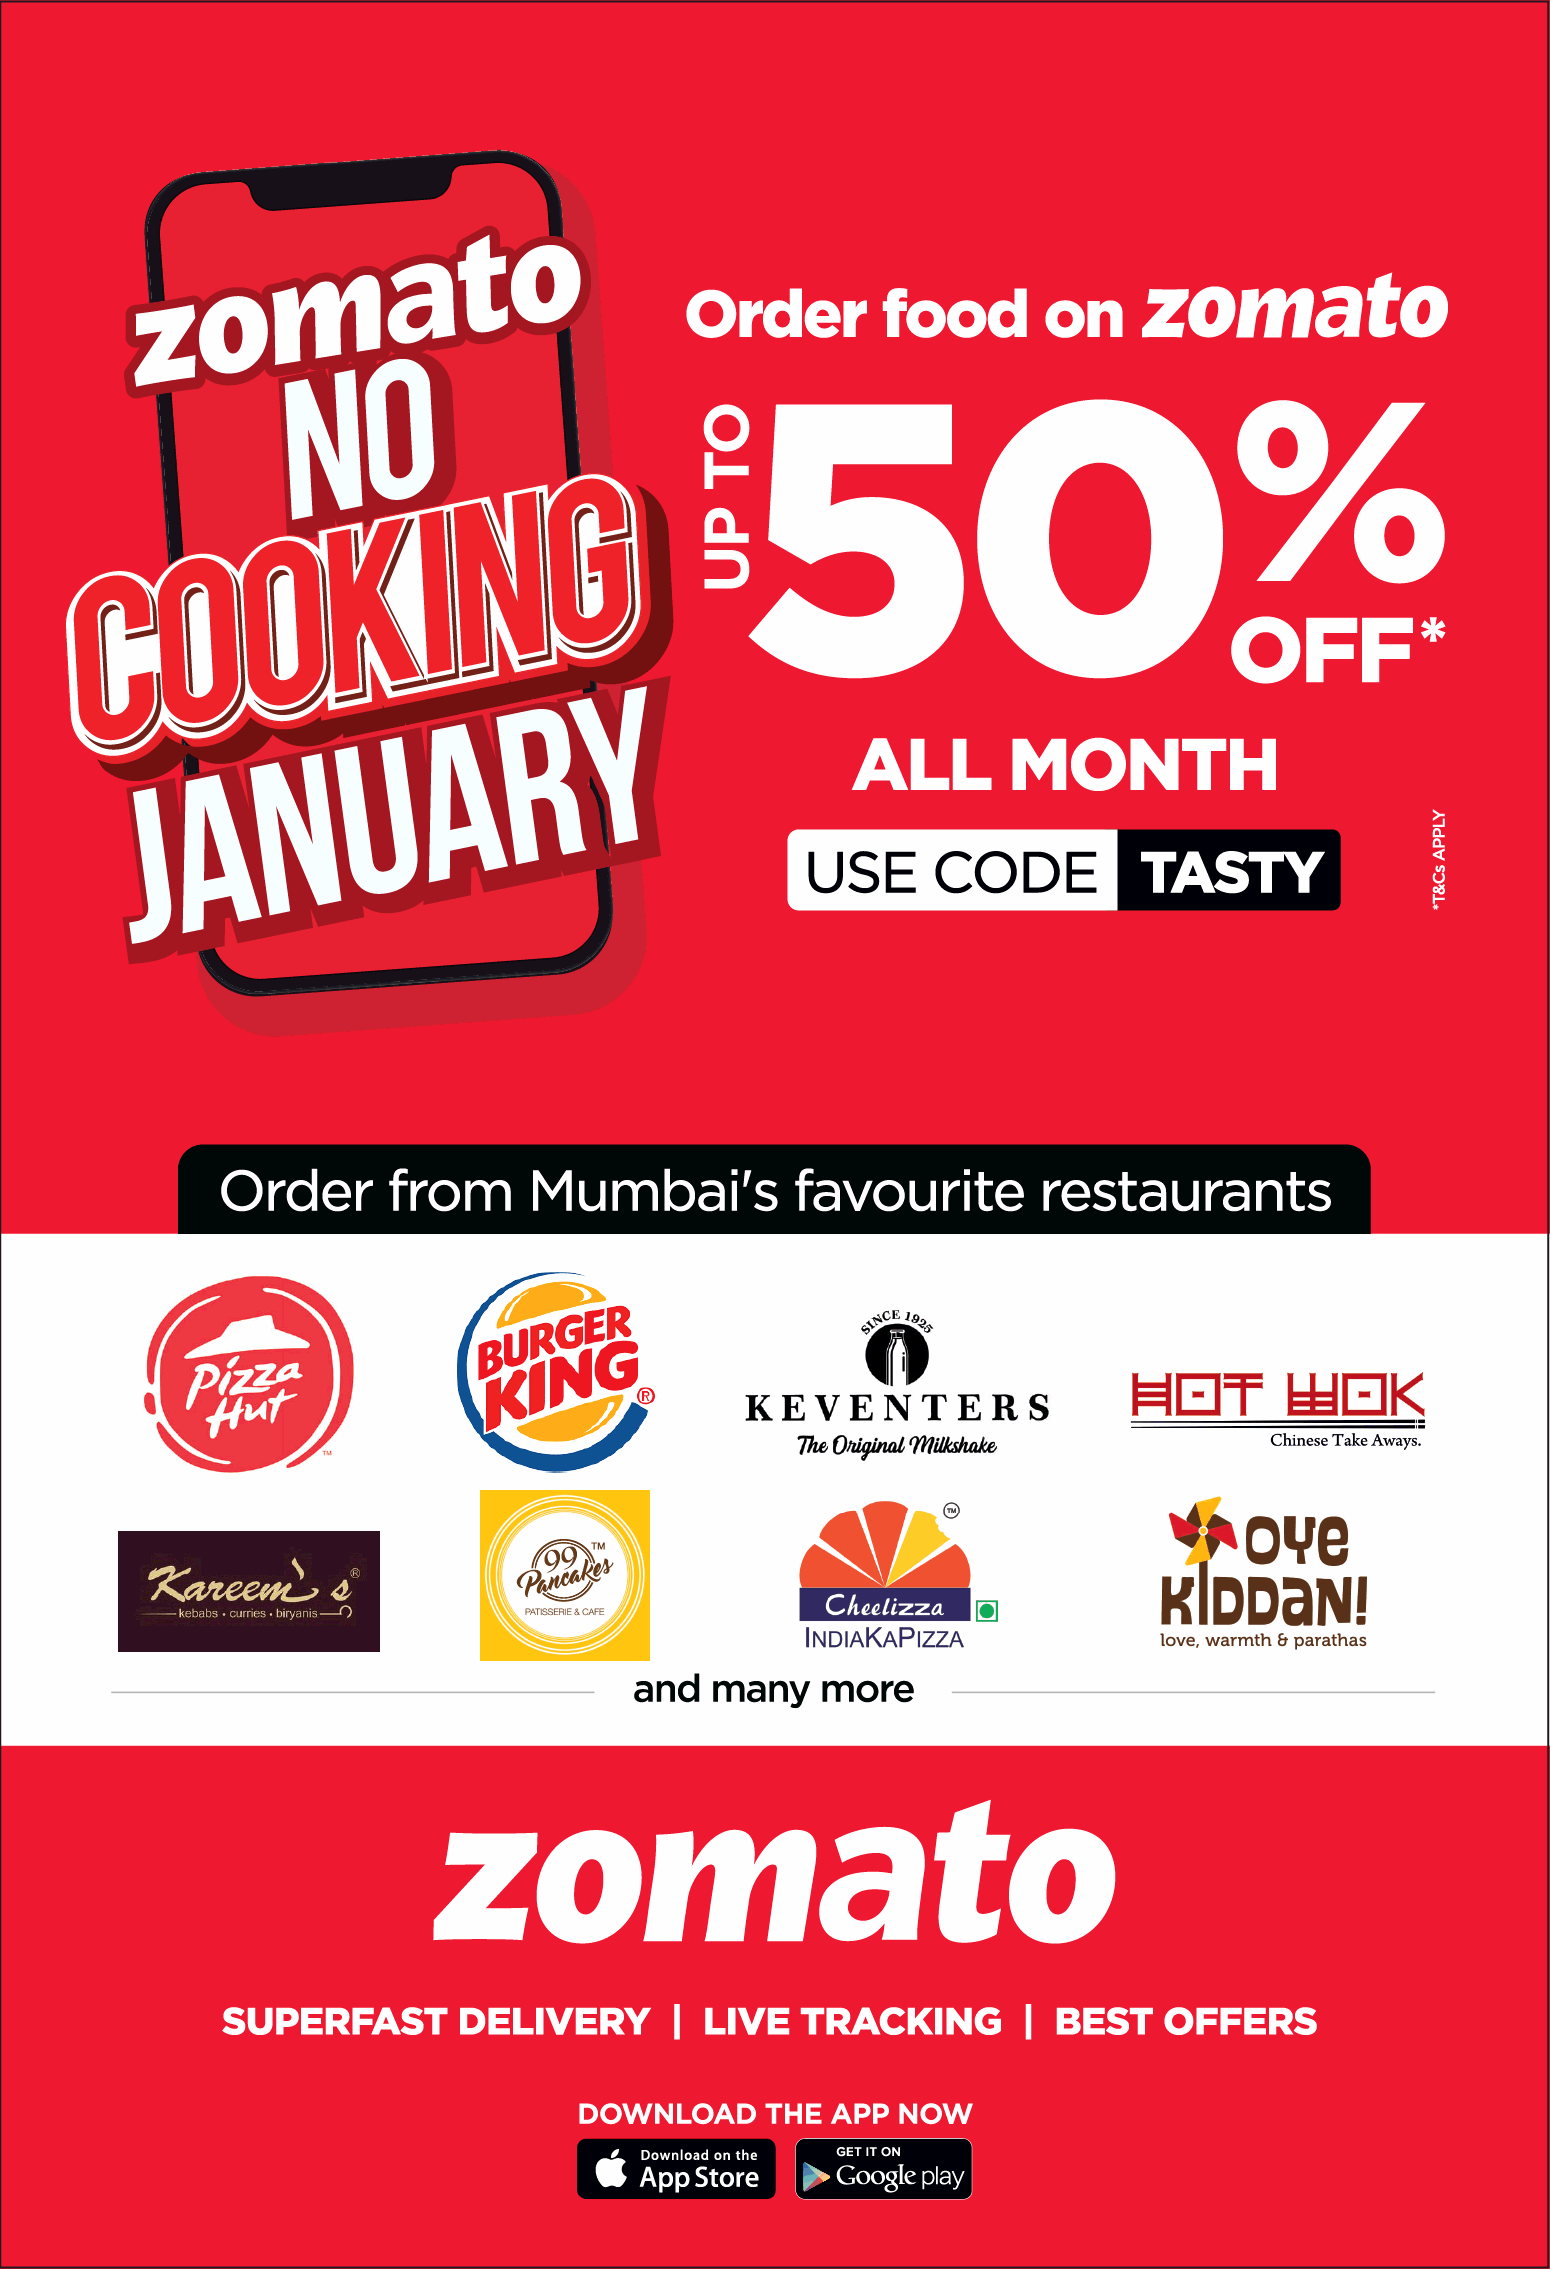 zomato
NO
COOKING
JANUARY
Order food on zomato
UP TO
50%
OFF*
ALL MONTH
USE CODE TASTY
*T&Cs APPLY
Order from Mumbai's favourite restaurants
Pizza
Hut
TM
BURGER
KING
®
SINCE 1925
KEVENTERS
The Original Milkshake
HOT WOK
Chinese Take Aways.
Kareem's®
kebabs • curries • biryanis
99
Pancakes
TM
PATISSERIE & CAFE
TM
Cheelizza
INDIAKAPIZZA
OYe
KIDDaN!
love, warmth & parathas
and many more
zomato
SUPERFAST DELIVERY | LIVE TRACKING | BEST OFFERS
DOWNLOAD THE APP NOW
Download on the
App Store
GET IT ON
Google play